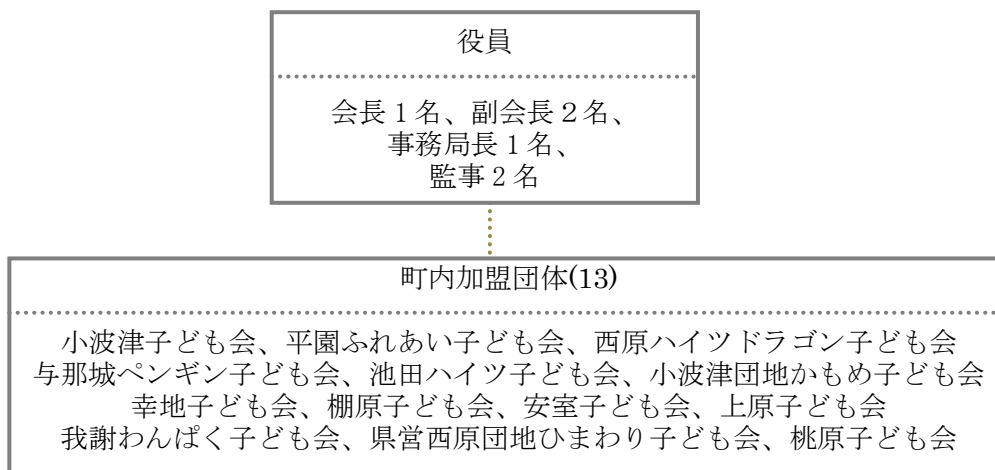 役員
会長1名、副会長２名、
事務局長1名、
監事2名
町内加盟団体(13)
小波津子ども会、平園ふれあい子ども会、西原ハイツドラゴン子ども会
与那城ペンギン子ども会、池田ハイツ子ども会、小波津団地かもめ子ども会
幸地子ども会、棚原子ども会、安室子ども会、上原子ども会
我謝わんぱく子ども会、県営西原団地ひまわり子ども会、桃原子ども会